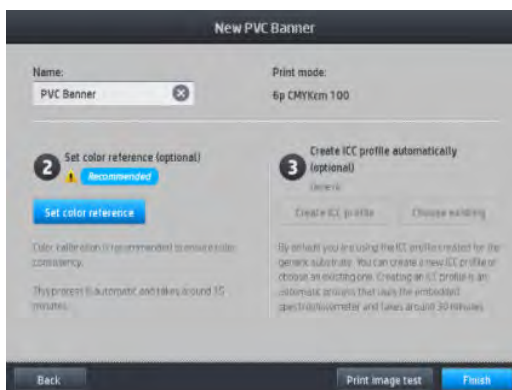 New PVC Banner
Name:
PVC Banner
Print mode:
6p CMYKcm 100
2
Set color reference (optional)
Recommended
Set color reference
Color calibration is recommended to ensure color
consistency.
This process is automatic and takes around 15
minutes.
3
Create ICC profile automatically
(optional)
Generic
Create ICC profile
Choose existing
By default you are using the ICC profile created for the
generic substrate. You can create a new ICC profile or
choose an existing one. Creating an ICC profile is an
automatic process that uses the embedded
spectrophotometer and takes around 30 minutes.
Back
Print image test
Finish